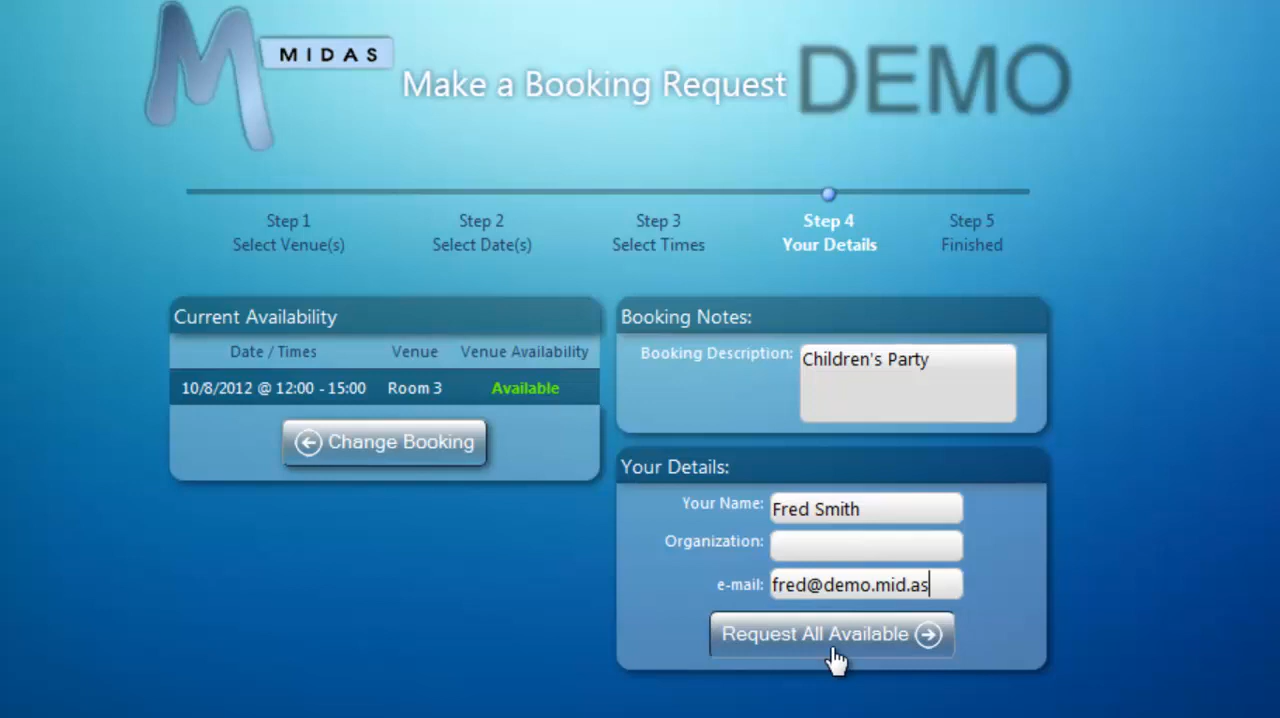 M MIDAS
Make a Booking Request DEMO
Step 1 Step 2 Step 3 Step 4 Step 5
Select Venue(s) Select Date(s) Select Times Your Details Finished
Current Availability
Date / Times Venue Venue Availability
10/8/2012 @ 12:00 - 15:00 Room 3 Available
Change Booking
Booking Notes:
Booking Description: Children's Party
Your Details:
Your Name: Fred Smith
Organization:
e-mail: fred@demo.mid.as
Request All Available